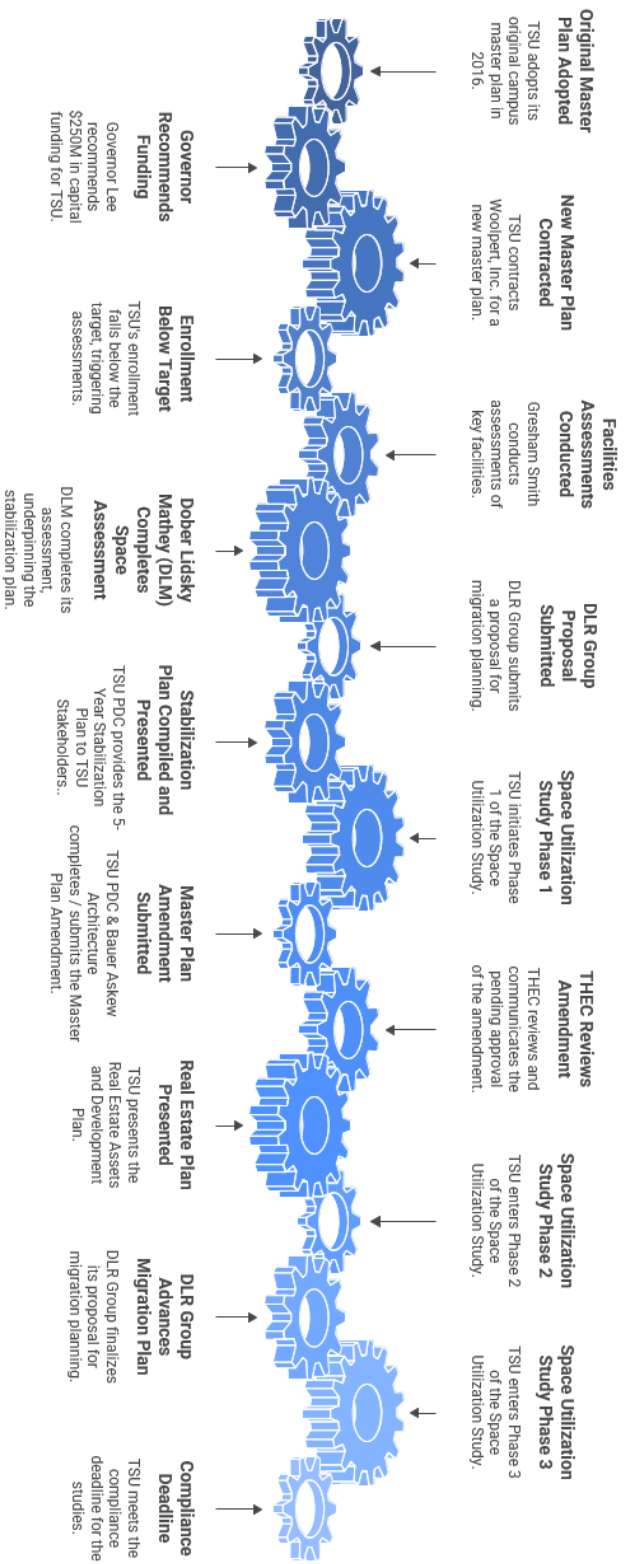 Original Master
Plan Adopted
TSU adopts its
original campus
master plan in
2016.
Governor
Recommends
Funding
Governor Lee
recommends
$250M in capital
funding for TSU.
New Master Plan
Contracted
TSU contracts
Woolpert, Inc. for a
new master plan.
Enrollment
Below Target
TSU's enrollment
falls below the
target, triggering
assessments.
Facilities
Assessments
Conducted
Gresham Smith
conducts
assessments of
key facilities.
Dober Lidsky
Mathey (DLM)
Completes
Space
Assessment
DLM completes its
assessment,
underpinning the
stabilization plan.
DLR Group
Proposal
Submitted
DLR Group submits
a proposal for
migration planning.
Stabilization
Plan Compiled and
Presented
TSU PDC provides the 5-
Year Stabilization
Plan to TSU
Stakeholders..
Space Utilization
Study Phase 1
TSU initiates Phase
1 of the Space
Utilization Study.
Master Plan
Amendment
Submitted
TSU PDC & Bauer Askew
Architecture
completes / submits the Master
Plan Amendment.
THEC Reviews
Amendment
THEC reviews and
communicates the
pending approval
of the amendment.
Real Estate Plan
Presented
TSU presents the
Real Estate Assets
and Development
Plan.
Space Utilization
Study Phase 2
TSU enters Phase 2
of the Space
Utilization Study.
DLR Group
Advances
Migration Plan
DLR Group finalizes
its proposal for
migration planning.
Space Utilization
Study Phase 3
TSU enters Phase 3
of the Space
Utilization Study.
Compliance
Deadline
TSU meets the
compliance
deadline for the
studies.